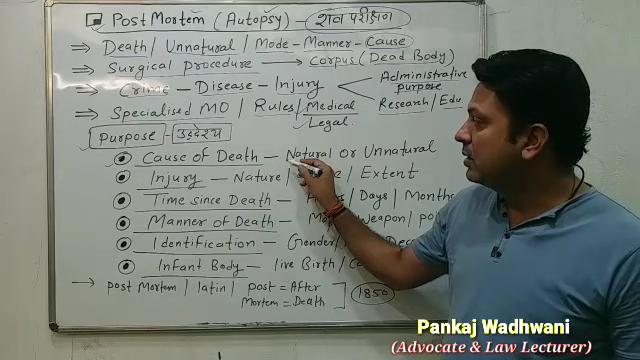 Post Mortem (Autopsy) - शव परीक्षण
⇒ Death / Unnatural / Mode - Manner - Cause
⇒ Surgical procedure → Corpus (Dead Body)
⇒ Crime - Disease - Injury
Administrative purpose
Research / Edu
⇒ Specialised MO / Rules / Medical
Legal
Purpose - उद्देश्य
Cause of Death - Natural or Unnatural
Injury - Nature / Extent
Time since Death - / Days / Months
Manner of Death - Weapon /
Identification - Gender /
Infant Body - live Birth /
→ Post Mortem / latin / Post = After
Mortem = Death
1850
Pankaj Wadhwani
(Advocate & Law Lecturer)